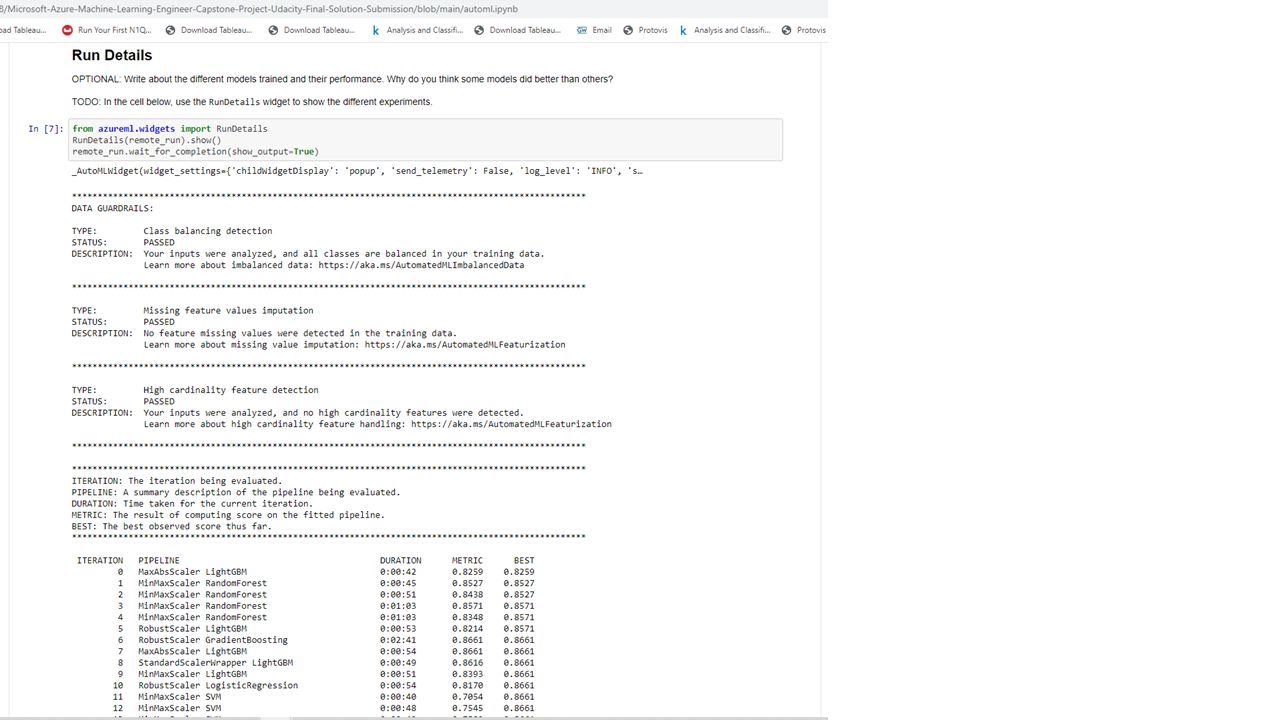 8/Microsoft-Azure-Machine-Learning-Engineer-Capstone-Project-Udacity-Final-Solution-Submission/blob/main/automl.ipynb
ad Tableau... Run Your First N1Q... Download Tableau... Download Tableau... Analysis and Classifi... Download Tableau... Email Protovis Analysis and Classifi... Protovis
Run Details
OPTIONAL: Write about the different models trained and their performance. Why do you think some models did better than others?
TODO: In the cell below, use the RunDetails widget to show the different experiments.
In [7]: from azureml.widgets import RunDetails
RunDetails(remote_run).show()
remote_run.wait_for_completion(show_output=True)
_AutoMLWidget(widget_settings={'childWidgetDisplay': 'popup', 'send_telemetry': False, 'log_level': 'INFO', 's…
****************************************************************************************************
DATA GUARDRAILS:
TYPE: Class balancing detection
STATUS: PASSED
DESCRIPTION: Your inputs were analyzed, and all classes are balanced in your training data.
Learn more about imbalanced data: https://aka.ms/AutomatedMLImbalancedData
****************************************************************************************************
TYPE: Missing feature values imputation
STATUS: PASSED
DESCRIPTION: No feature missing values were detected in the training data.
Learn more about missing value imputation: https://aka.ms/AutomatedMLFeaturization
****************************************************************************************************
TYPE: High cardinality feature detection
STATUS: PASSED
DESCRIPTION: Your inputs were analyzed, and no high cardinality features were detected.
Learn more about high cardinality feature handling: https://aka.ms/AutomatedMLFeaturization
****************************************************************************************************
****************************************************************************************************
ITERATION: The iteration being evaluated.
PIPELINE: A summary description of the pipeline being evaluated.
DURATION: Time taken for the current iteration.
METRIC: The result of computing score on the fitted pipeline.
BEST: The best observed score thus far.
****************************************************************************************************
ITERATION PIPELINE DURATION METRIC BEST
0 MaxAbsScaler LightGBM 0:00:42 0.8259 0.8259
1 MinMaxScaler RandomForest 0:00:45 0.8527 0.8527
2 MinMaxScaler RandomForest 0:00:51 0.8438 0.8527
3 MinMaxScaler RandomForest 0:01:03 0.8571 0.8571
4 MinMaxScaler RandomForest 0:01:03 0.8348 0.8571
5 RobustScaler LightGBM 0:00:53 0.8214 0.8571
6 RobustScaler GradientBoosting 0:02:41 0.8661 0.8661
7 MaxAbsScaler LightGBM 0:00:54 0.8661 0.8661
8 StandardScalerWrapper LightGBM 0:00:49 0.8616 0.8661
9 MinMaxScaler LightGBM 0:00:51 0.8393 0.8661
10 RobustScaler LogisticRegression 0:00:54 0.8170 0.8661
11 MinMaxScaler SVM 0:00:40 0.7054 0.8661
12 MinMaxScaler SVM 0:00:48 0.7545 0.8661